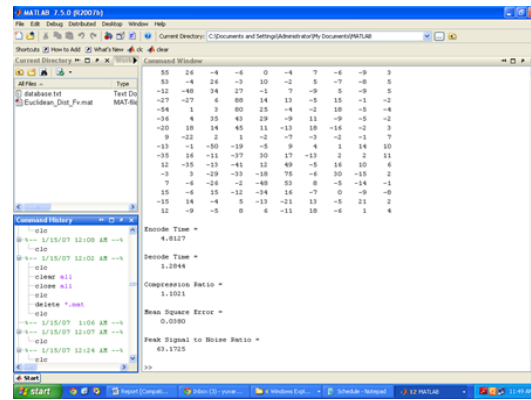 MATLAB 7.5.0 (R2007b)
File Edit Debug Distributed Desktop Window Help
Current Directory: C:\Documents and Settings\Administrator\My Documents\MATLAB
Shortcuts How to Add What's New clc clear
Current Directory
Command Window
All Files Type
database.txt Text Do
Euclidean_Dist_Fv.mat MAT-file
55 26 -4 -6 0 -4 7 -6 -9 3
53 -4 26 -3 10 -2 5 -7 -8 5
-12 -48 34 27 -1 7 -9 5 -9 5
-27 -27 6 88 14 13 -5 15 -1 -2
-54 1 3 80 25 -4 -2 18 -5 -4
-36 4 35 43 29 -9 11 -9 -5 -2
-20 18 14 45 11 -13 18 -16 -2 3
9 -22 2 1 -2 -7 -3 -2 -1 7
-13 -1 -50 -19 -5 9 4 1 14 10
-35 16 -11 -37 30 17 -13 2 2 11
12 -35 -13 -41 12 49 -5 16 10 6
-3 3 -29 -33 -18 75 -6 30 -15 2
7 -6 -26 -2 -48 53 8 -5 -14 -1
15 -6 15 -12 -34 16 -7 0 -9 -8
-15 14 -4 5 -13 -21 13 -5 21 2
12 -9 -5 8 6 -11 18 -6 1 4
Encode Time =
4.8127
Decode Time =
1.2844
Compression Ratio =
1.1021
Mean Square Error =
0.0380
Peak Signal to Noise Ratio =
63.1725
>>
Command History
clc
%-- 1/15/07 12:00 AM --%
clc
%-- 1/15/07 12:02 AM --%
clc
clear all
close all
clc
delete *.mat
clc
%-- 1/15/07 1:06 AM --%
%-- 1/15/07 12:07 AM --%
clc
%-- 1/15/07 12:24 AM --%
clc
Start
start
Report [Compat...
Inbox (3) - yuvar...
Windows Expl...
Schedule - Notepad
MATLAB
11:49 AM